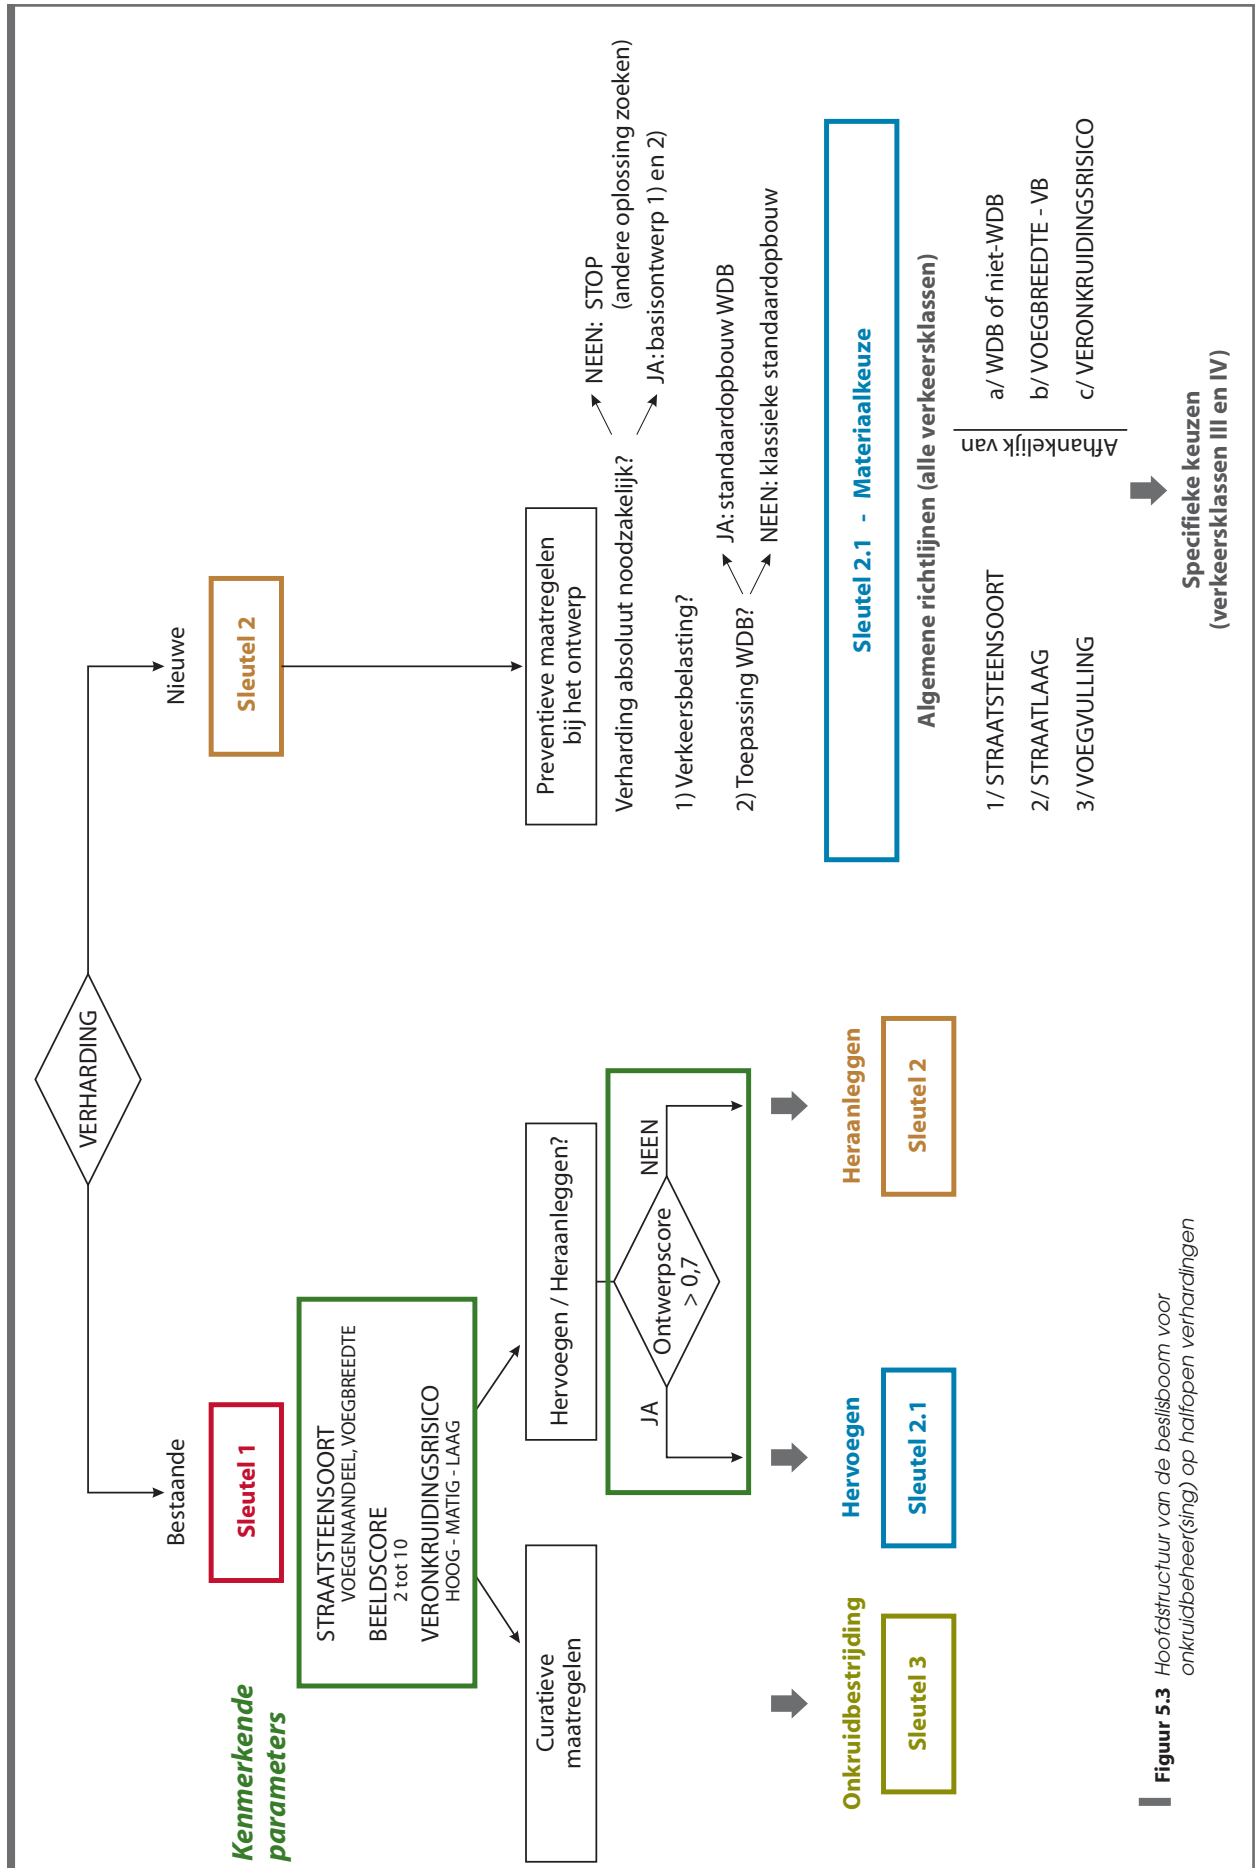 VERHARDING
Bestaande
Nieuwe
Sleutel 1
Sleutel 2
Kenmerkende
parameters
STRAATSTEENSOORT
VOEGENAANDEEL, VOEGBREEDTE
BEELDSCORE
2 tot 10
VERONKRUIDINGSRISICO
HOOG - MATIG - LAAG
Curatieve
maatregelen
Hervoegen / Heraanleggen?
JA
Ontwerpscore
> 0,7
NEEN
Onkruidbestrijding
Sleutel 3
Hervoegen
Sleutel 2.1
Heraanleggen
Sleutel 2
Preventieve maatregelen
bij het ontwerp
Verharding absoluut noodzakelijk?
NEEN: STOP
(andere oplossing zoeken)
JA: basisontwerp 1) en 2)
1) Verkeersbelasting?
2) Toepassing WDB?
JA: standaardopbouw WDB
NEEN: klassieke standaardopbouw
Sleutel 2.1 - Materiaalkeuze
Algemene richtlijnen (alle verkeersklassen)
1/ STRAATSTEENSOORT
2/ STRAATLAAG
3/ VOEGVULLING
Afhankelijk van
a/ WDB of niet-WDB
b/ VOEGBREEDTE - VB
c/ VERONKRUIDINGSRISICO
Specifieke keuzen
(verkeersklassen III en IV)
Figuur 5.3 Hoofdstructuur van de beslisboom voor
onkruidbeheer(sing) op halfopen verhardingen